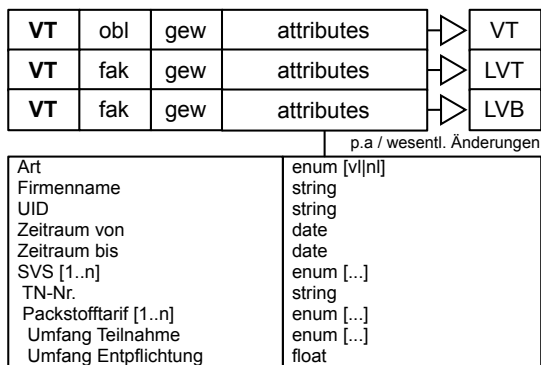 VT obl gew attributes VT
VT fak gew attributes LVT
VT fak gew attributes LVB
p.a / wesentl. Änderungen
Art enum [vl|nl]
Firmenname string
UID string
Zeitraum von date
Zeitraum bis date
SVS [1..n] enum [...]
TN-Nr. string
Packstofftarif [1..n] enum [...]
Umfang Teilnahme enum [...]
Umfang Entpflichtung float